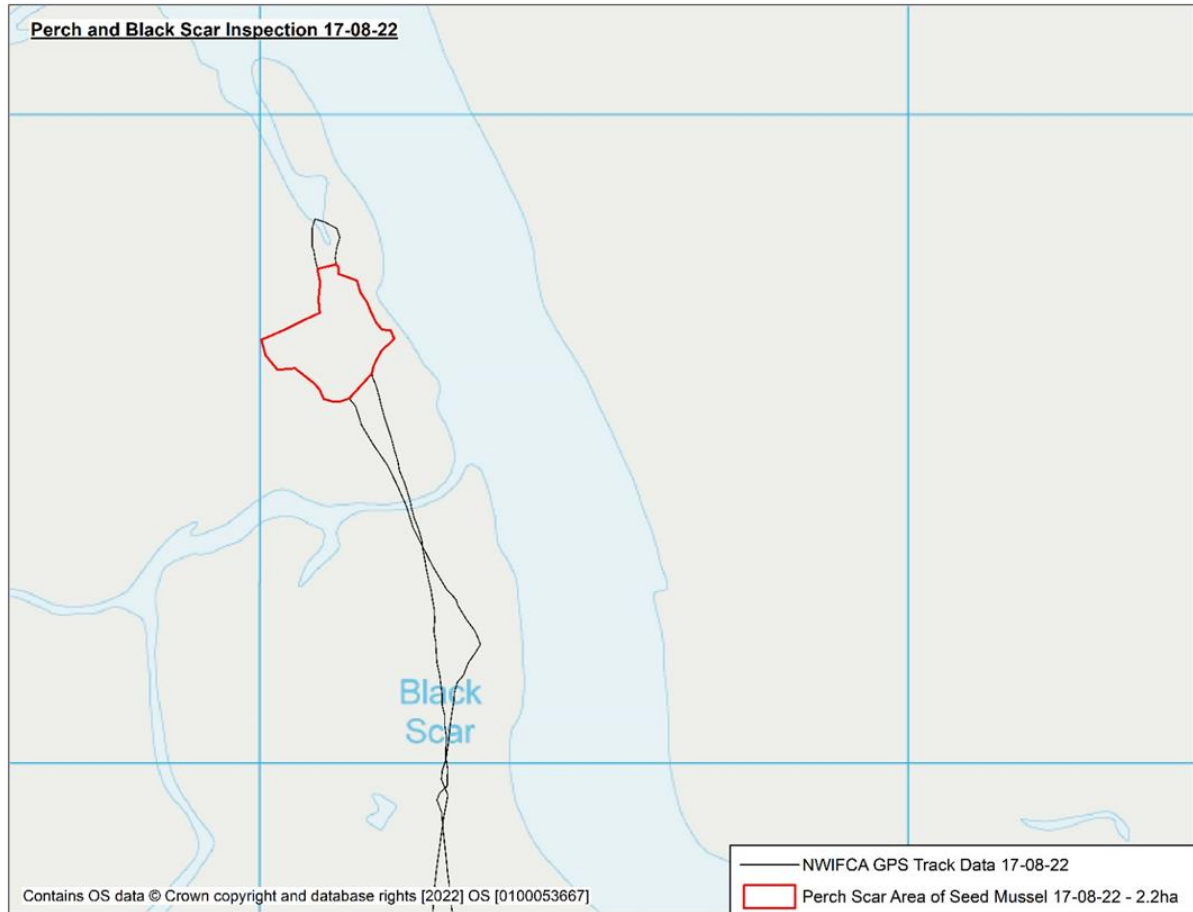 Perch and Black Scar Inspection 17-08-22
Black
Scar
NWIFCA GPS Track Data 17-08-22
Perch Scar Area of Seed Mussel 17-08-22 - 2.2ha
Contains OS data © Crown copyright and database rights [2022] OS [0100053667]